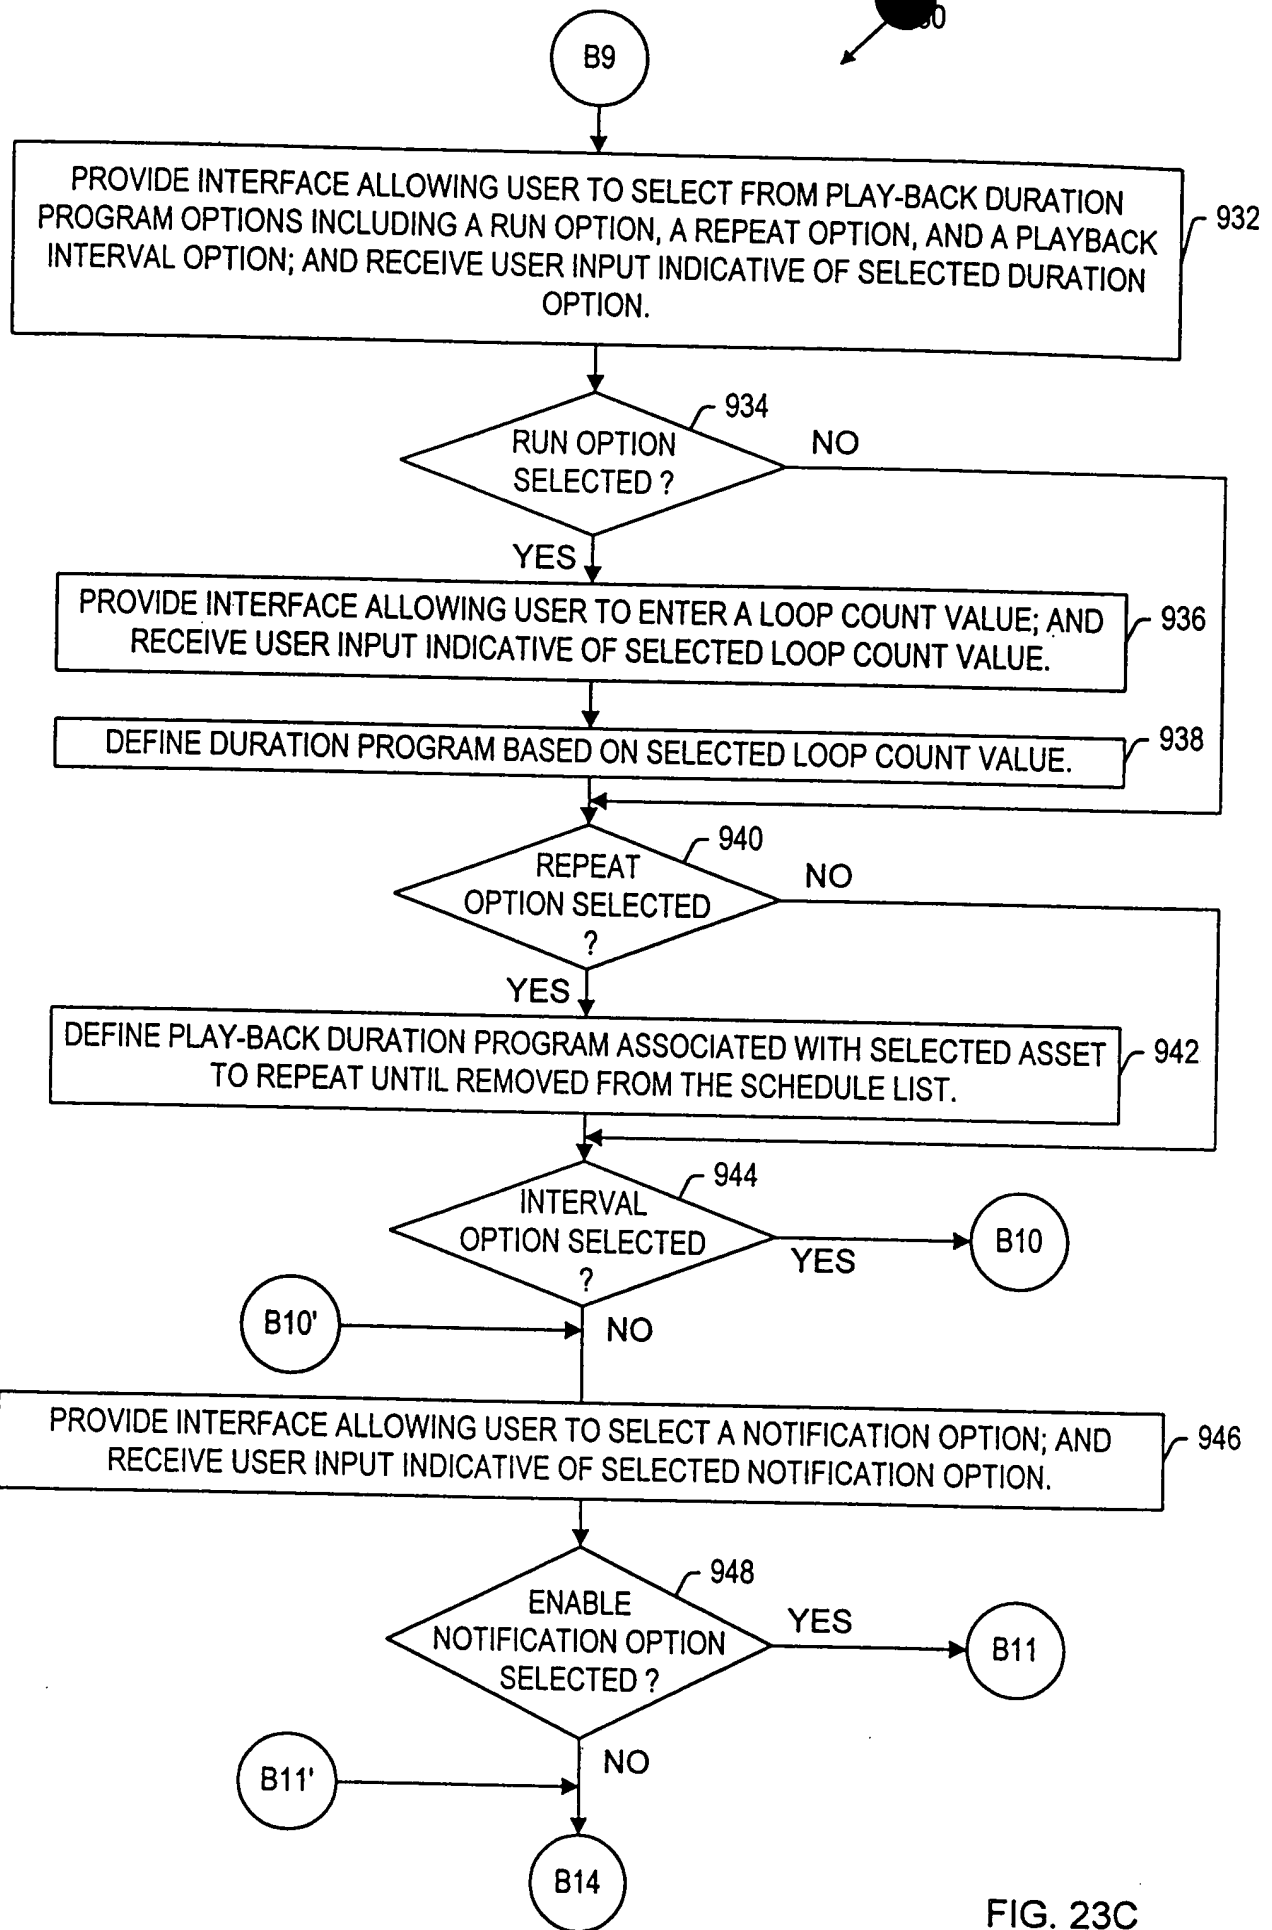 B9
PROVIDE INTERFACE ALLOWING USER TO SELECT FROM PLAY-BACK DURATION
PROGRAM OPTIONS INCLUDING A RUN OPTION, A REPEAT OPTION, AND A PLAYBACK
INTERVAL OPTION; AND RECEIVE USER INPUT INDICATIVE OF SELECTED DURATION
OPTION.
932
934
RUN OPTION
SELECTED ?
NO
YES
PROVIDE INTERFACE ALLOWING USER TO ENTER A LOOP COUNT VALUE; AND
RECEIVE USER INPUT INDICATIVE OF SELECTED LOOP COUNT VALUE.
936
DEFINE DURATION PROGRAM BASED ON SELECTED LOOP COUNT VALUE.
938
940
REPEAT
OPTION SELECTED
?
NO
YES
DEFINE PLAY-BACK DURATION PROGRAM ASSOCIATED WITH SELECTED ASSET
TO REPEAT UNTIL REMOVED FROM THE SCHEDULE LIST.
942
944
INTERVAL
OPTION SELECTED
?
YES
B10
B10'
NO
PROVIDE INTERFACE ALLOWING USER TO SELECT A NOTIFICATION OPTION; AND
RECEIVE USER INPUT INDICATIVE OF SELECTED NOTIFICATION OPTION.
946
948
ENABLE
NOTIFICATION OPTION
SELECTED ?
YES
B11
B11'
NO
B14
FIG. 23C